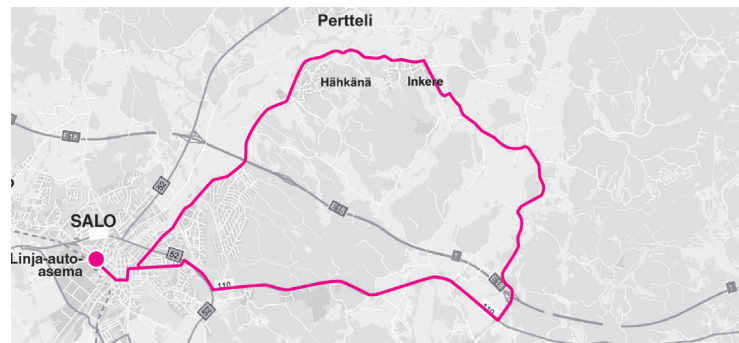 Pertteli
Hähkänä
Inkere
E18
52
E18
SALO
52
Linja-auto-
asema
110
1
E18
1
110
52